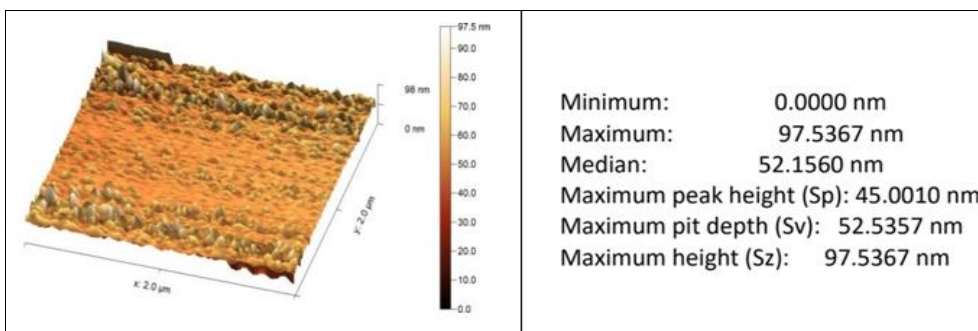 97.5 nm
90.0
80.0
98 nm
70.0
0 nm
60.0
50.0
40.0
30.0
20.0
10.0
0.0
y: 2.0 µm
x: 2.0 µm
Minimum: 0.0000 nm
Maximum: 97.5367 nm
Median: 52.1560 nm
Maximum peak height (Sp): 45.0010 nm
Maximum pit depth (Sv): 52.5357 nm
Maximum height (Sz): 97.5367 nm